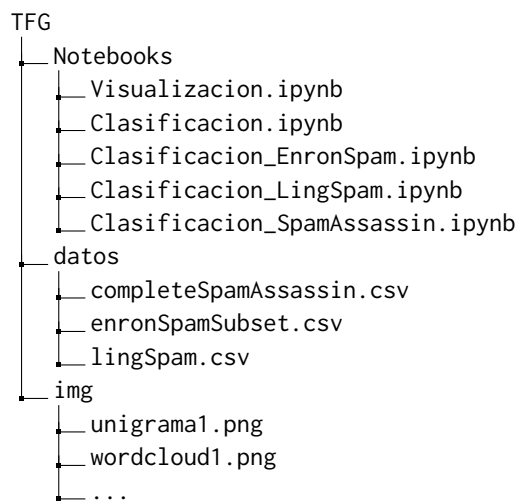 TFG
Notebooks
Visualizacion.ipynb
Clasificacion.ipynb
Clasificacion_EnronSpam.ipynb
Clasificacion_LingSpam.ipynb
Clasificacion_SpamAssassin.ipynb
datos
completeSpamAssassin.csv
enronSpamSubset.csv
lingSpam.csv
img
unigrama1.png
wordcloud1.png
...